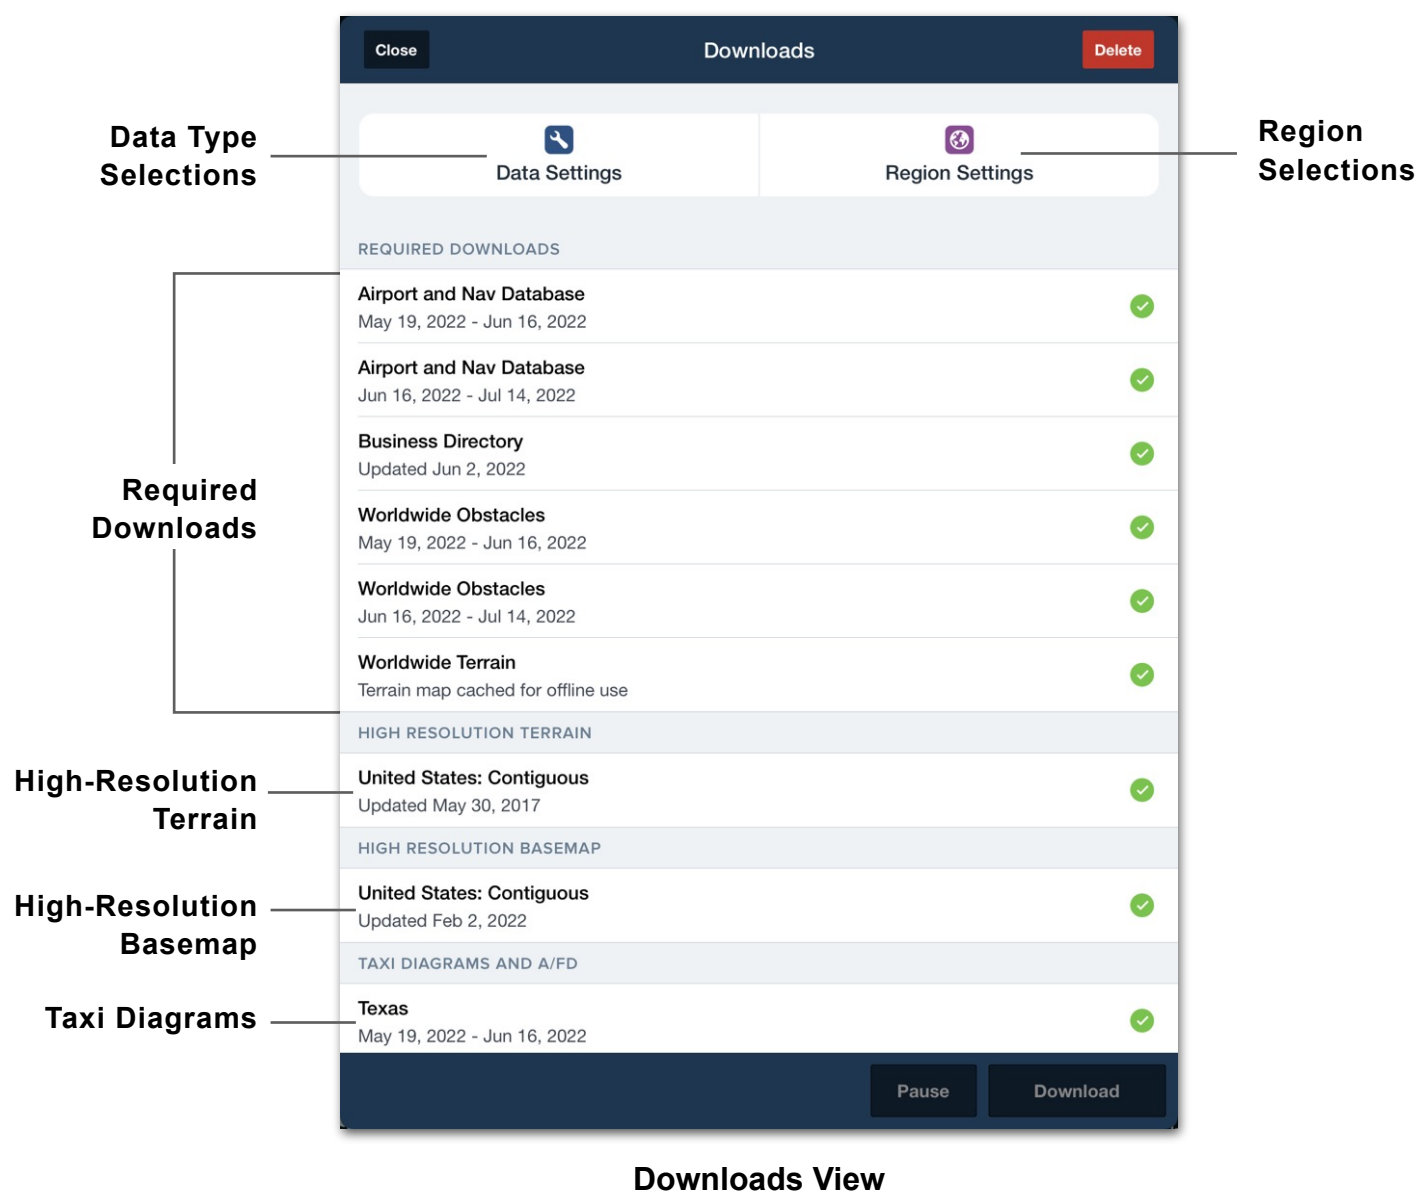 Close
Downloads
Delete
Data Type
Selections
Data Settings
Region Settings
Region
Selections
REQUIRED DOWNLOADS
Airport and Nav Database
May 19, 2022 - Jun 16, 2022
Airport and Nav Database
Jun 16, 2022 - Jul 14, 2022
Business Directory
Updated Jun 2, 2022
Required
Downloads
Worldwide Obstacles
May 19, 2022 - Jun 16, 2022
Worldwide Obstacles
Jun 16, 2022 - Jul 14, 2022
Worldwide Terrain
Terrain map cached for offline use
HIGH RESOLUTION TERRAIN
High-Resolution
Terrain
United States: Contiguous
Updated May 30, 2017
HIGH RESOLUTION BASEMAP
High-Resolution
Basemap
United States: Contiguous
Updated Feb 2, 2022
TAXI DIAGRAMS AND A/FD
Taxi Diagrams
Texas
May 19, 2022 - Jun 16, 2022
Pause
Download
Downloads View